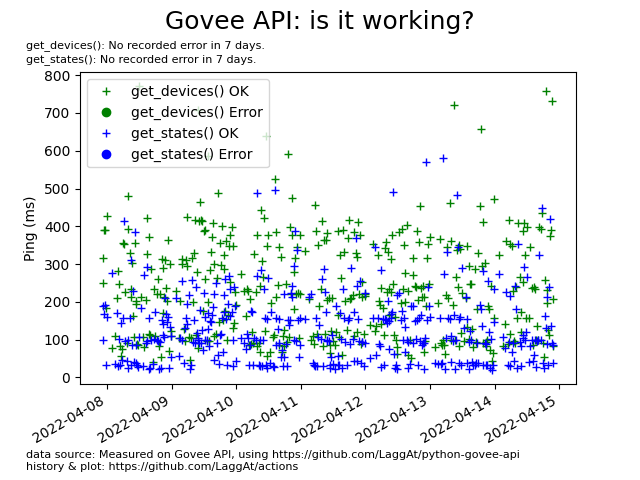 Govee API: is it working?
get_devices(): No recorded error in 7 days.
get_states(): No recorded error in 7 days.
800
700
600
500
400
300
200
100
0
Ping (ms)
get_devices() OK
get_devices() Error
get_states() OK
get_states() Error
2022-04-08
2022-04-09
2022-04-10
2022-04-11
2022-04-12
2022-04-13
2022-04-14
2022-04-15
data source: Measured on Govee API, using https://github.com/LaggAt/python-govee-api
history & plot: https://github.com/LaggAt/actions